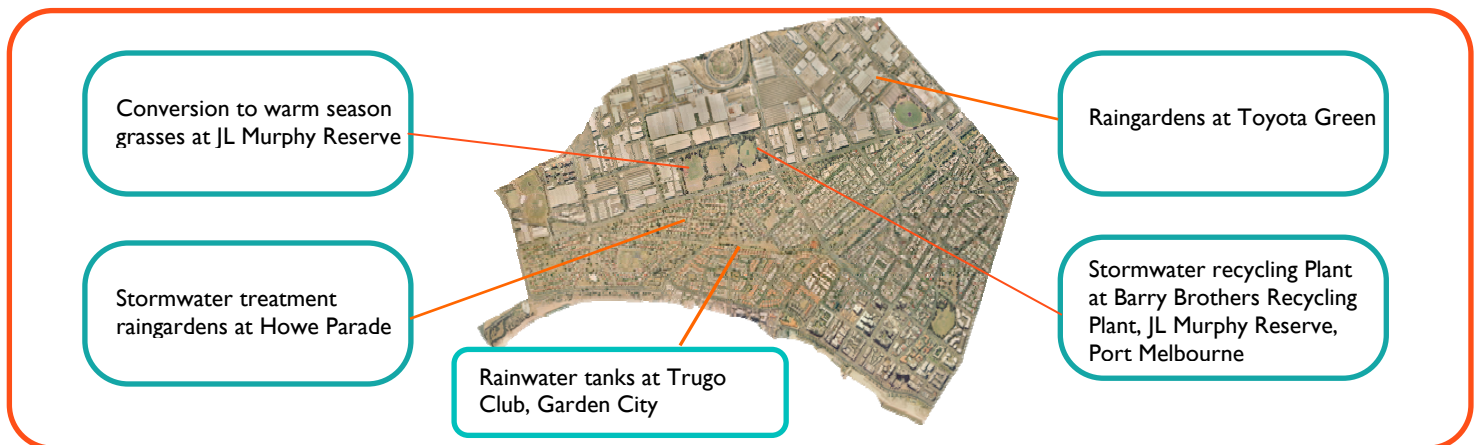 Conversion to warm season
grasses at JL Murphy Reserve
Raingardens at Toyota Green
Stormwater treatment
raingardens at Howe Parade
Stormwater recycling Plant
at Barry Brothers Recycling
Plant, JL Murphy Reserve,
Port Melbourne
Rainwater tanks at Trugo
Club, Garden City